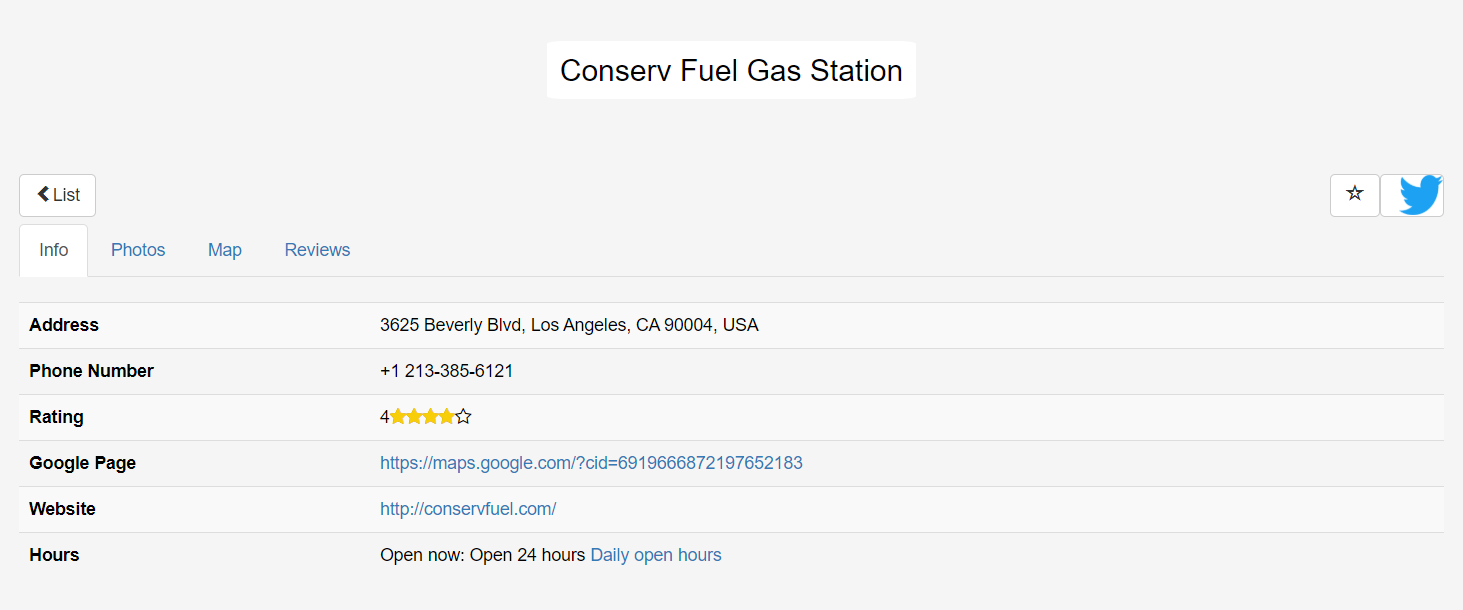 Conserv Fuel Gas Station
List
Info Photos Map Reviews
Address 3625 Beverly Blvd, Los Angeles, CA 90004, USA
Phone Number +1 213-385-6121
Rating 4
Google Page https://maps.google.com/?cid=6919666872197652183
Website http://conservfuel.com/
Hours Open now: Open 24 hours Daily open hours